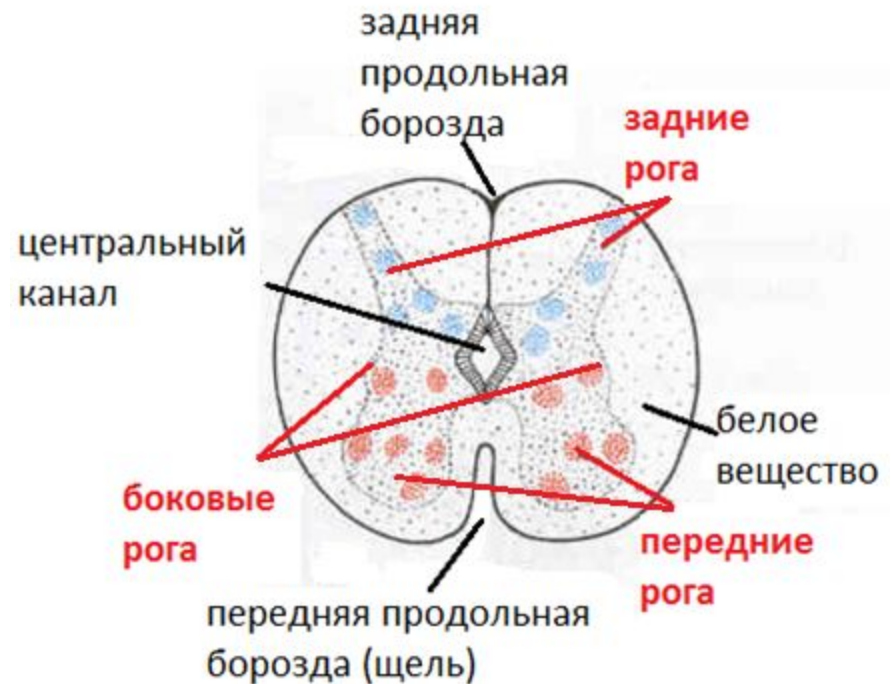 задняя
продольная
борозда
задние
рога
центральный
канал
белое
вещество
боковые
рога
передние
рога
передняя продольная
борозда (щель)